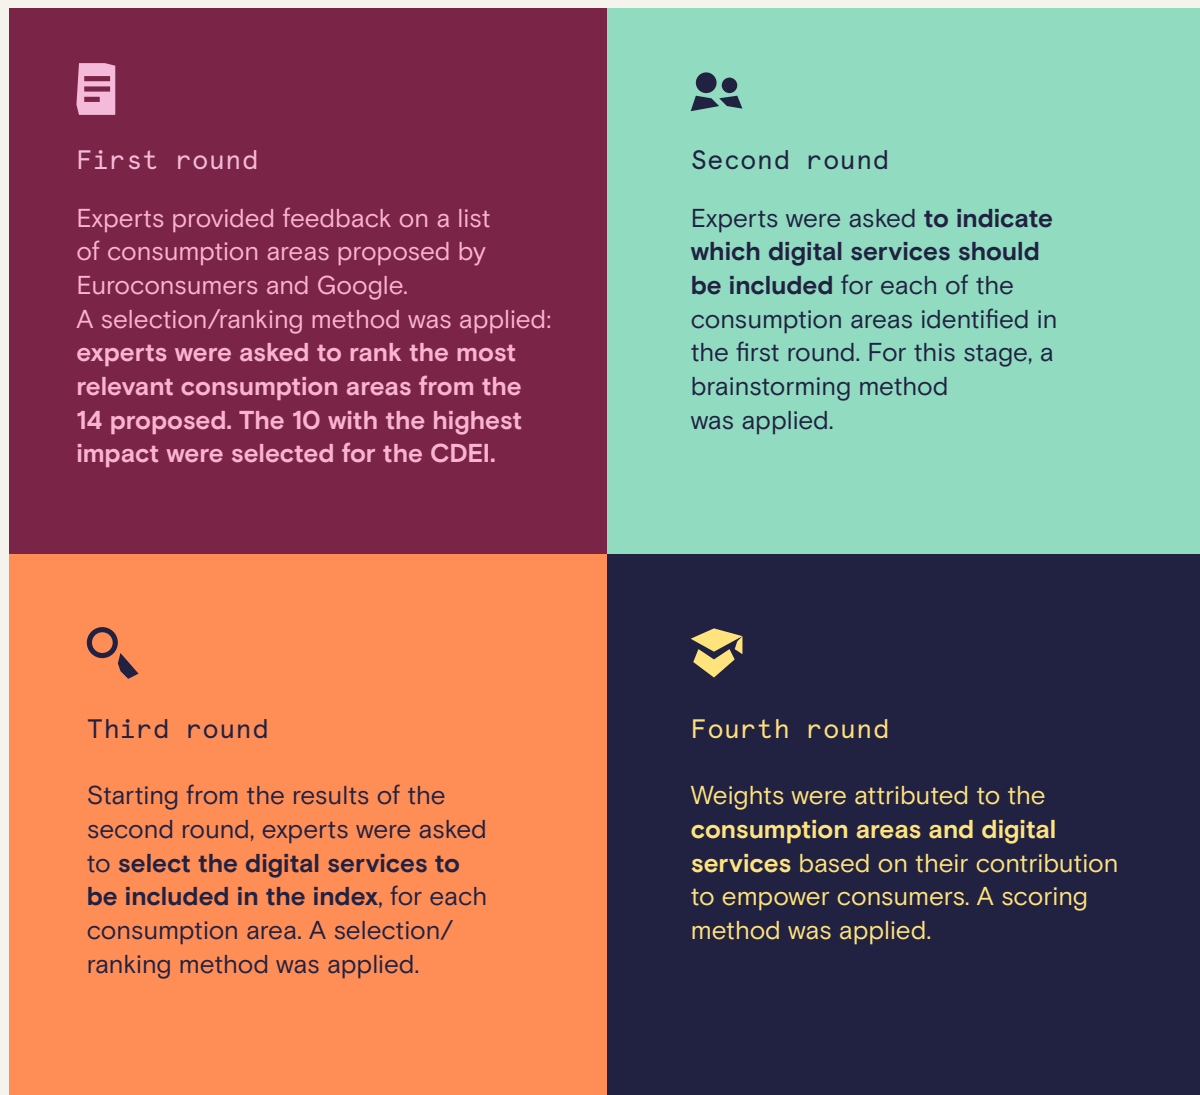 First round
Experts provided feedback on a list
of consumption areas proposed by
Euroconsumers and Google.
A selection/ranking method was applied:
experts were asked to rank the most
relevant consumption areas from the
14 proposed. The 10 with the highest
impact were selected for the CDEI.
Second round
Experts were asked to indicate
which digital services should
be included for each of the
consumption areas identified in
the first round. For this stage, a
brainstorming method
was applied.
Third round
Starting from the results of the
second round, experts were asked
to select the digital services to
be included in the index, for each
consumption area. A selection/
ranking method was applied.
Fourth round
Weights were attributed to the
consumption areas and digital
services based on their contribution
to empower consumers. A scoring
method was applied.